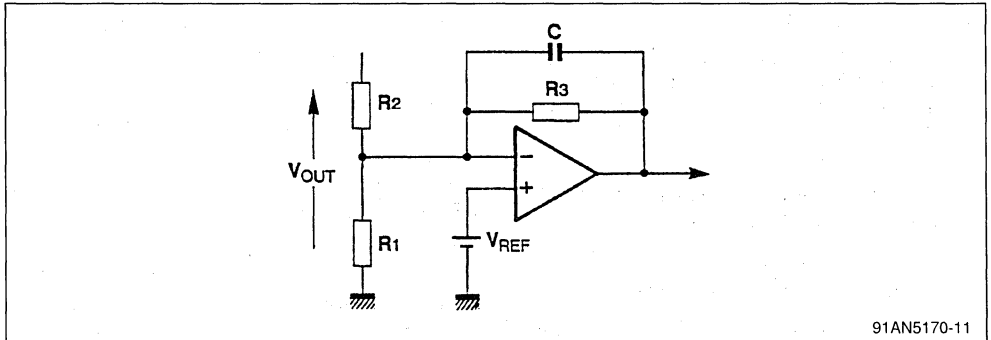 C
R3
R2
−
VOUT
+
R1
VREF
91AN5170-11